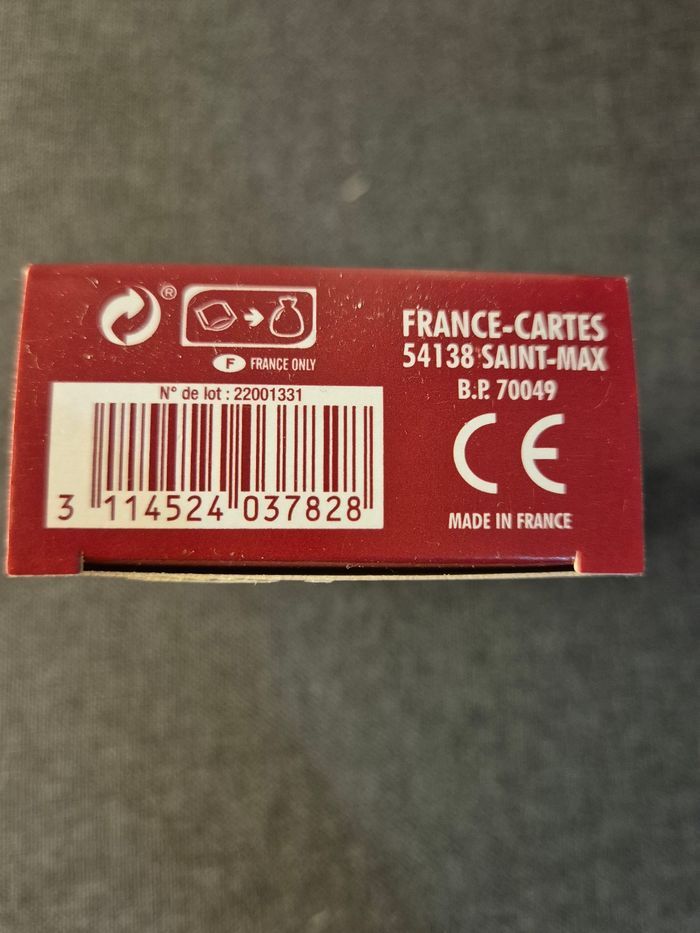 ®
F FRANCE ONLY
N° de lot : 22001331
3 114524 037828
FRANCE-CARTES
54138 SAINT-MAX
B.P. 70049
CE
MADE IN FRANCE